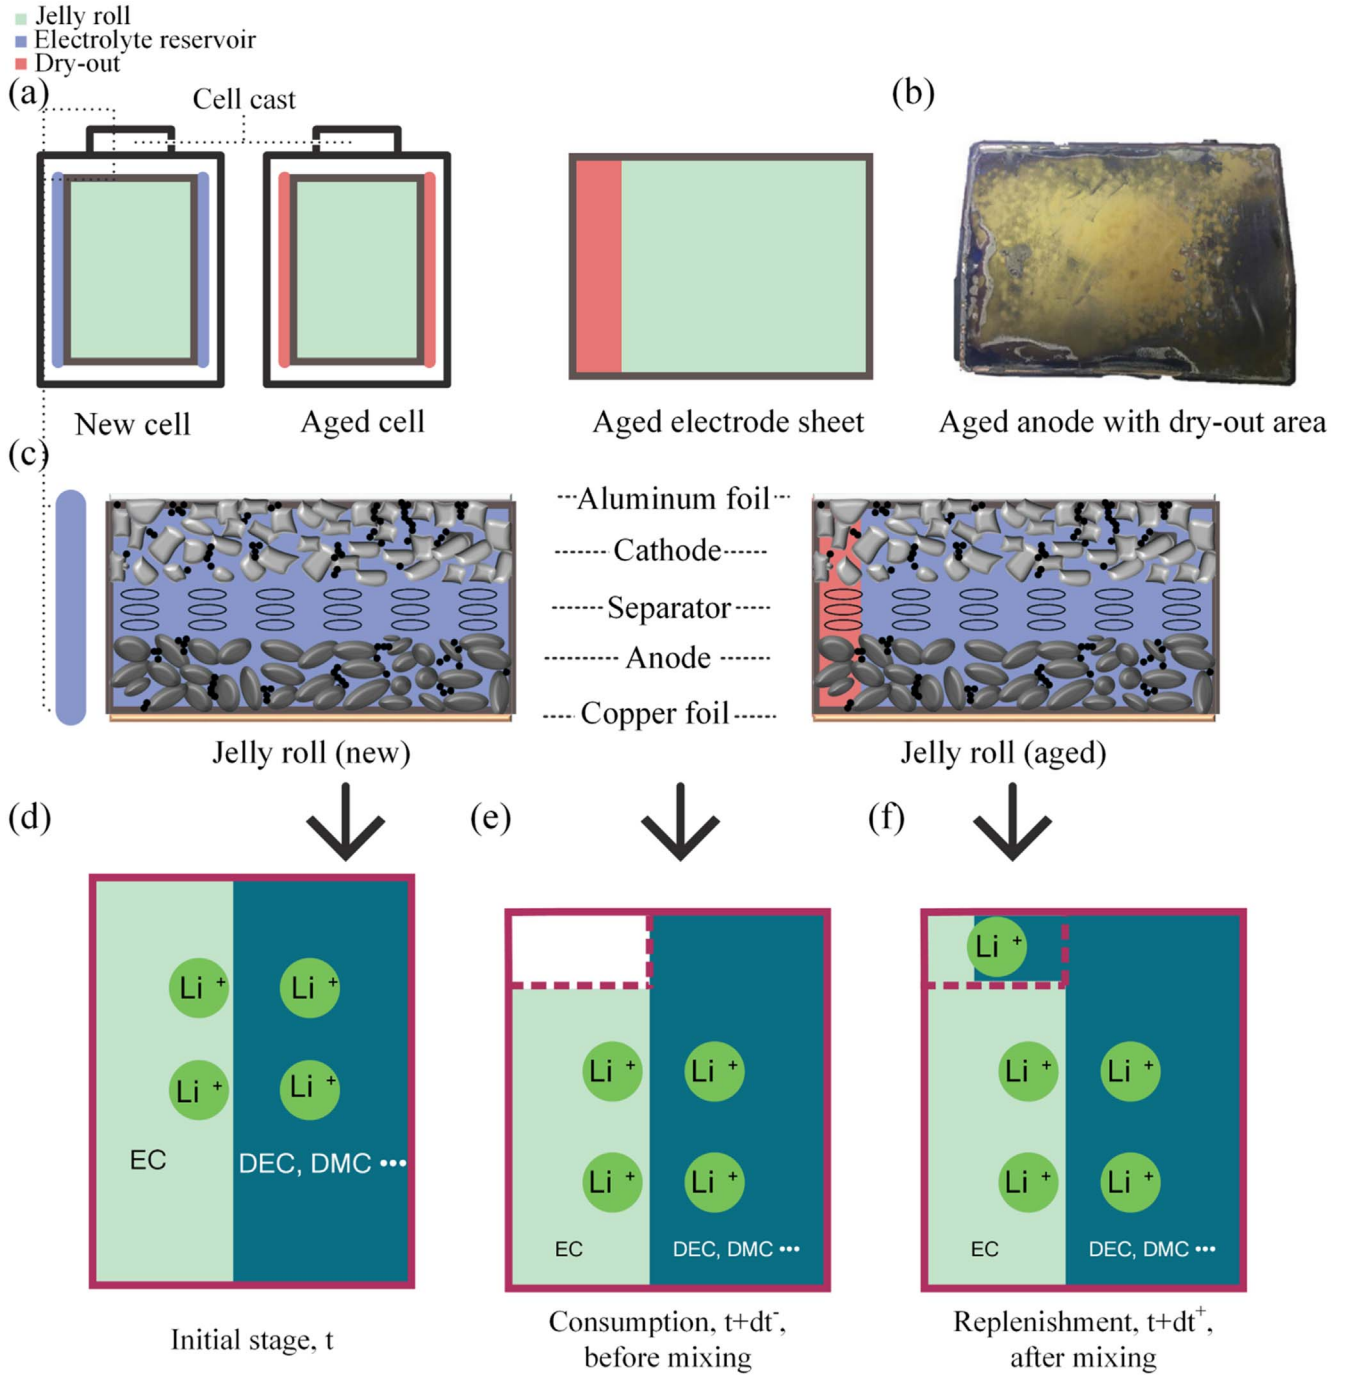 Jelly roll
Electrolyte reservoir
Dry-out
(a)
Cell cast
(b)
New cell
Aged cell
Aged electrode sheet
Aged anode with dry-out area
(c)
Aluminum foil
Cathode
Separator
Anode
Copper foil
Jelly roll (new)
Jelly roll (aged)
(d)
(e)
(f)
Li +
Li +
Li +
Li +
EC
DEC, DMC •••
Initial stage, t
Li +
Li +
Li +
Li +
EC
DEC, DMC •••
Consumption, t+dt⁻,
before mixing
Li +
Li +
Li +
Li +
Li +
EC
DEC, DMC •••
Replenishment, t+dt⁺,
after mixing